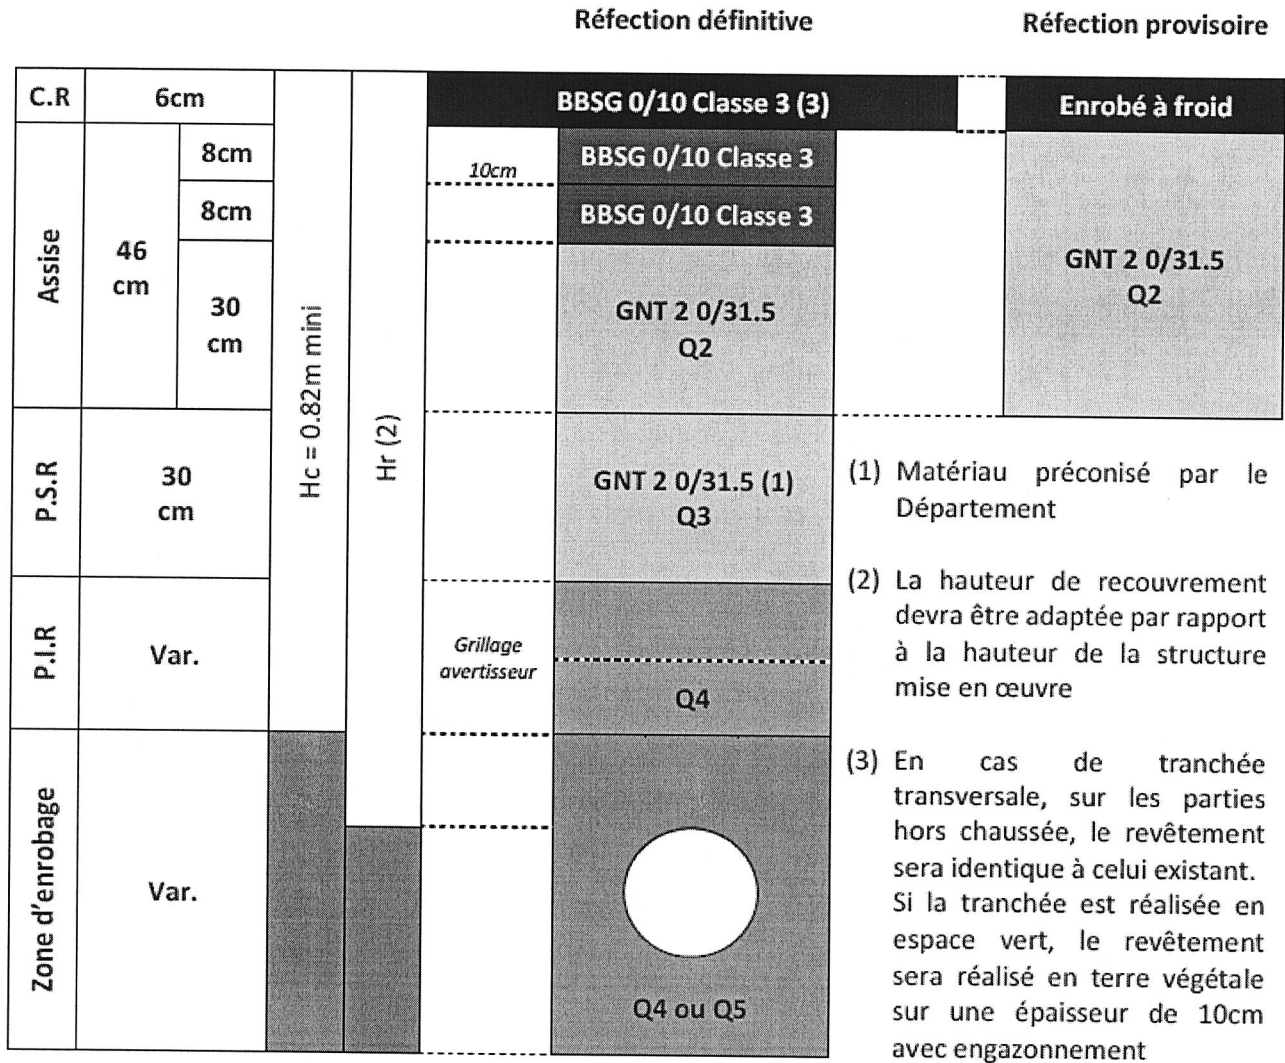 Réfection définitive
Réfection provisoire
C.R
6cm
BBSG 0/10 Classe 3 (3)
Enrobé à froid
Assise
46
cm
8cm
8cm
30
cm
10cm
BBSG 0/10 Classe 3
BBSG 0/10 Classe 3
GNT 2 0/31.5
Q2
GNT 2 0/31.5
Q2
Hc = 0.82m mini
Hr (2)
P.S.R
30
cm
GNT 2 0/31.5 (1)
Q3
P.I.R
Var.
Grillage
avertisseur
Q4
Zone d'enrobage
Var.
Q4 ou Q5
(1) Matériau préconisé par le
Département
(2) La hauteur de recouvrement
devra être adaptée par rapport
à la hauteur de la structure
mise en œuvre
(3) En cas de tranchée
transversale, sur les parties
hors chaussée, le revêtement
sera identique à celui existant.
Si la tranchée est réalisée en
espace vert, le revêtement
sera réalisé en terre végétale
sur une épaisseur de 10cm
avec engazonnement